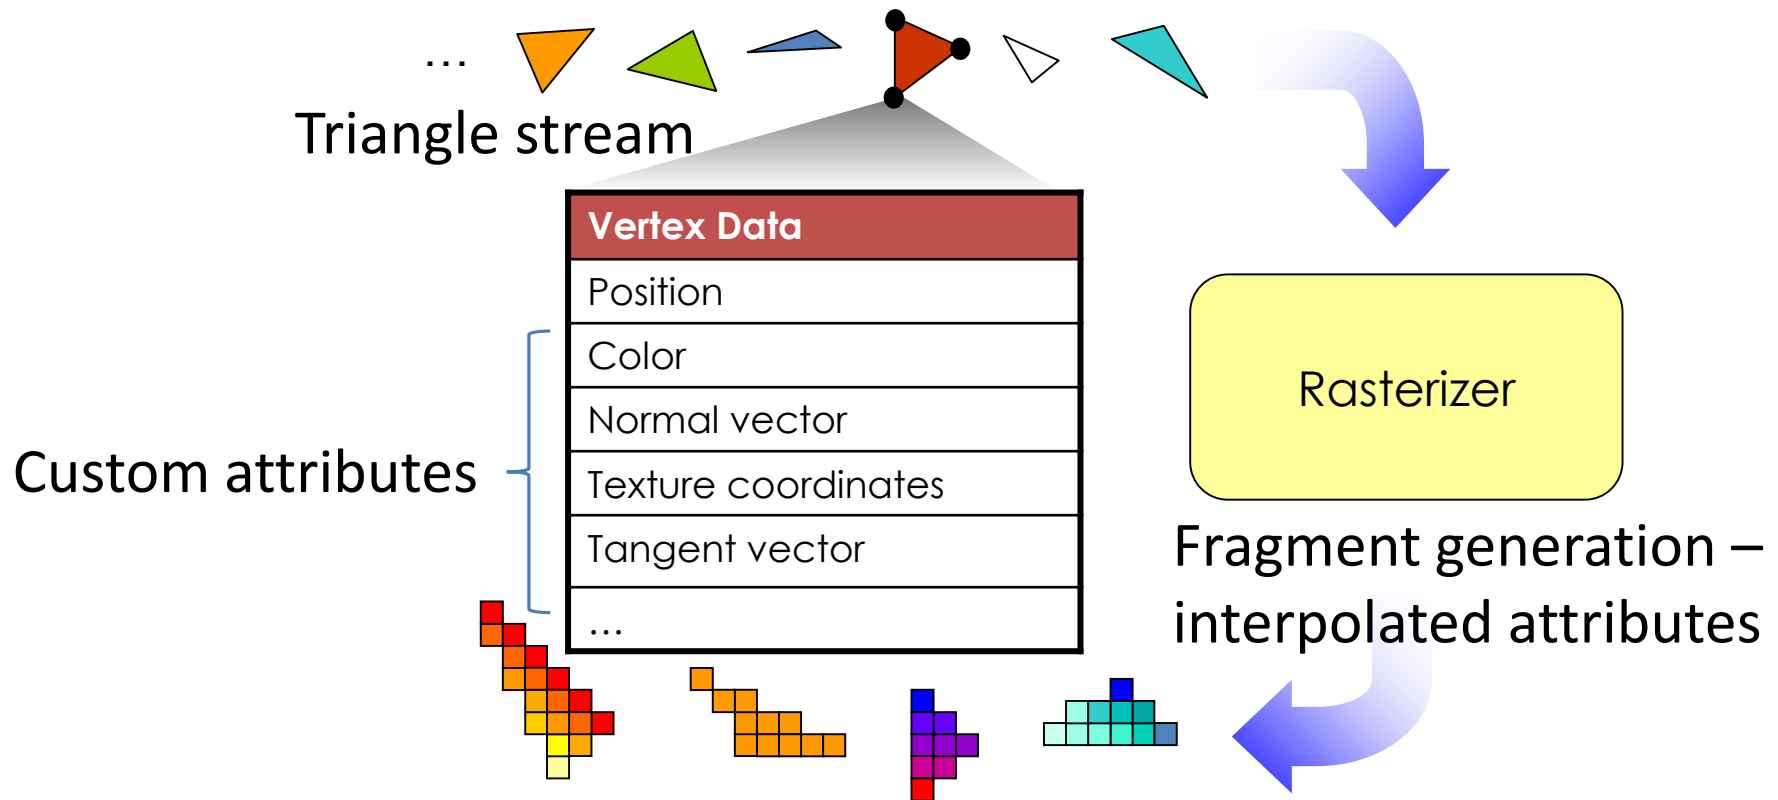 ...
Triangle stream
Vertex Data
Position
Color
Normal vector
Texture coordinates
Tangent vector
...
Custom attributes
Rasterizer
Fragment generation –
interpolated attributes